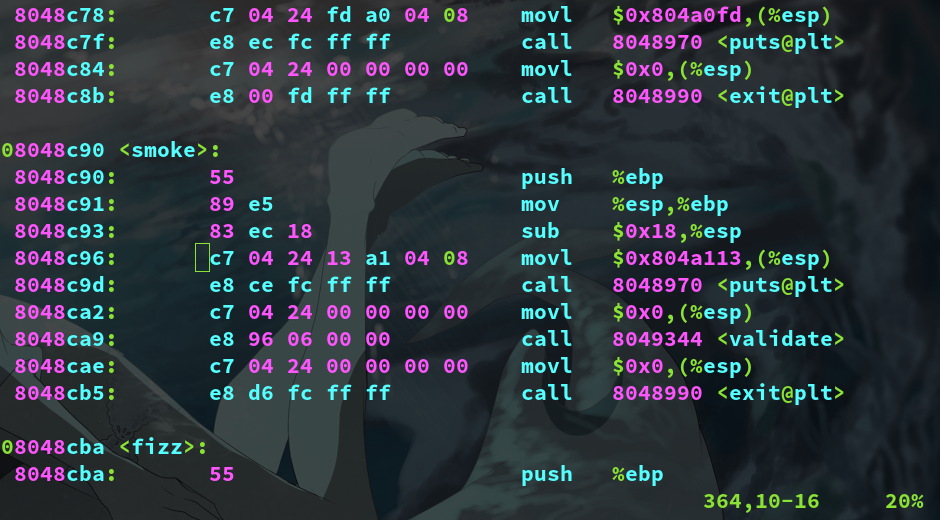 8048c78: c7 04 24 fd a0 04 08 movl $0x804a0fd,(%esp)
8048c7f: e8 ec fc ff ff call 8048970 <puts@plt>
8048c84: c7 04 24 00 00 00 00 movl $0x0,(%esp)
8048c8b: e8 00 fd ff ff call 8048990 <exit@plt>
08048c90 <smoke>:
8048c90: 55 push %ebp
8048c91: 89 e5 mov %esp,%ebp
8048c93: 83 ec 18 sub $0x18,%esp
8048c96: c7 04 24 13 a1 04 08 movl $0x804a113,(%esp)
8048c9d: e8 ce fc ff ff call 8048970 <puts@plt>
8048ca2: c7 04 24 00 00 00 00 movl $0x0,(%esp)
8048ca9: e8 96 06 00 00 call 8049344 <validate>
8048cae: c7 04 24 00 00 00 00 movl $0x0,(%esp)
8048cb5: e8 d6 fc ff ff call 8048990 <exit@plt>
08048cba <fizz>:
8048cba: 55 push %ebp
364,10-16 20%